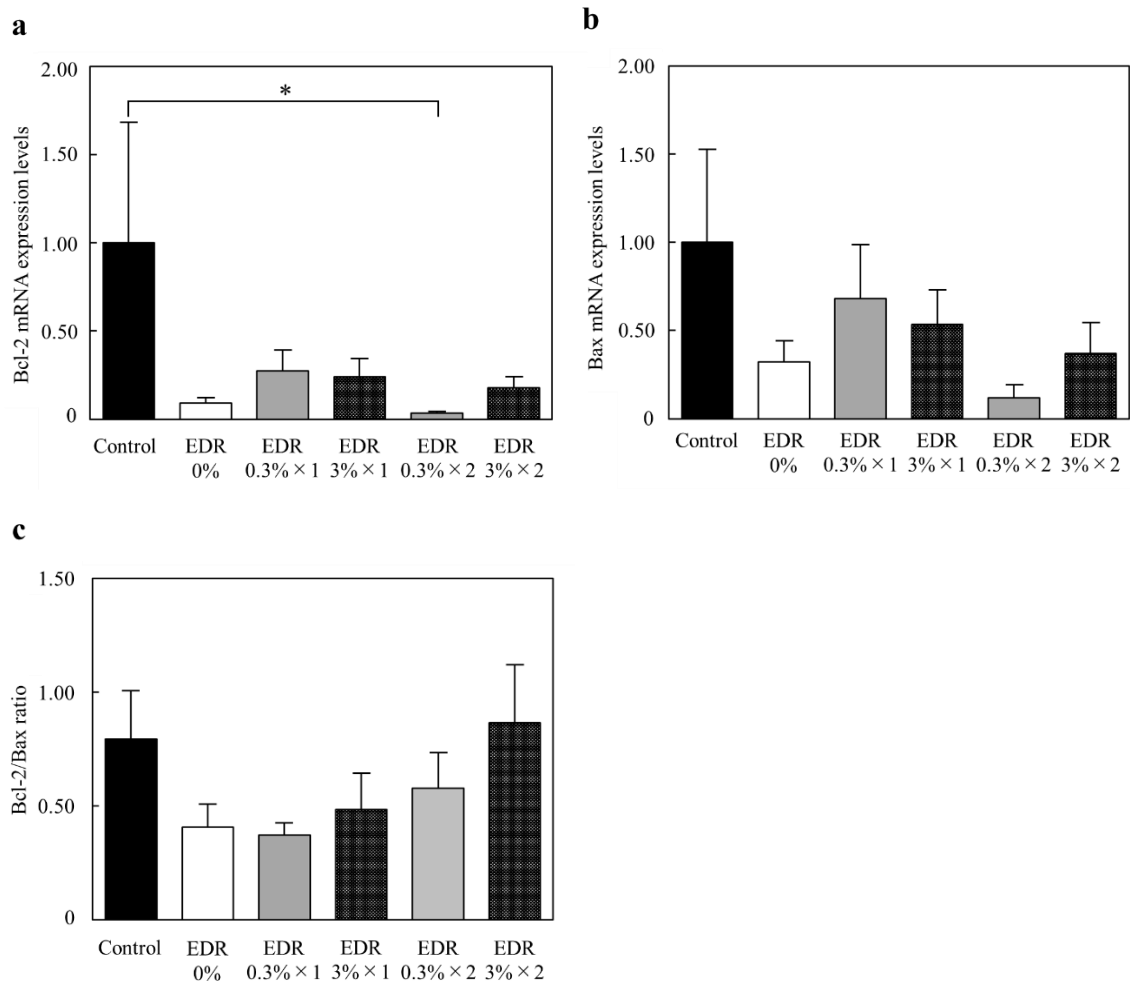 a
2.00
1.50
1.00
0.50
0
Bcl-2 mRNA expression levels
*
Control
EDR
0%
EDR
0.3% × 1
EDR
3% × 1
EDR
0.3% × 2
EDR
3% × 2
b
2.00
1.50
1.00
0.50
0
Bax mRNA expression levels
Control
EDR
0%
EDR
0.3% × 1
EDR
3% × 1
EDR
0.3% × 2
EDR
3% × 2
c
1.50
1.00
0.50
0
Bcl-2/Bax ratio
Control
EDR
0%
EDR
0.3% × 1
EDR
3% × 1
EDR
0.3% × 2
EDR
3% × 2